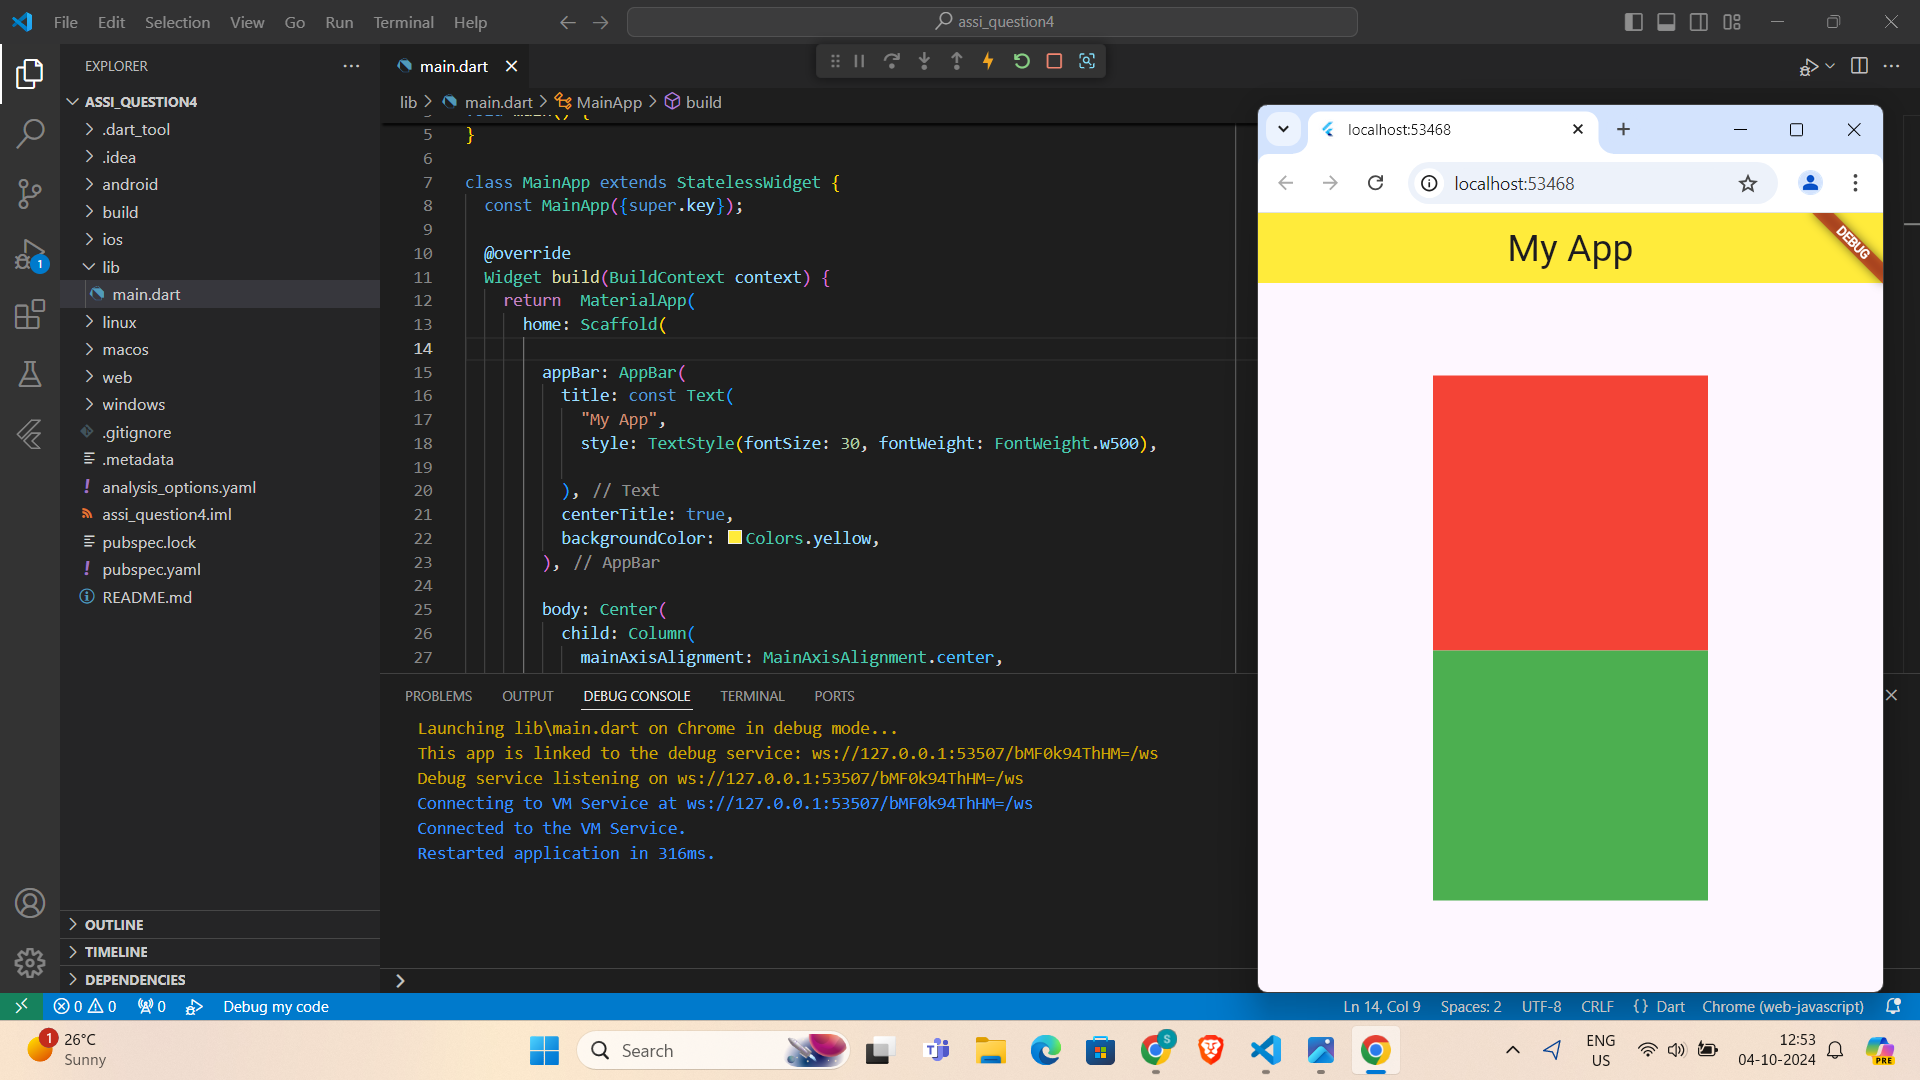 File Edit Selection View Go Run Terminal Help
assi_question4
EXPLORER
ASSI_QUESTION4
.dart_tool
.idea
android
build
ios
lib
main.dart
linux
macos
web
windows
.gitignore
.metadata
analysis_options.yaml
assi_question4.iml
pubspec.lock
pubspec.yaml
README.md
OUTLINE
TIMELINE
DEPENDENCIES
1
main.dart
lib > main.dart > MainApp > build
5 }
6
7 class MainApp extends StatelessWidget {
8 const MainApp({super.key});
9
10 @override
11 Widget build(BuildContext context) {
12 return  MaterialApp(
13 home: Scaffold(
14
15 appBar: AppBar(
16 title: const Text(
17 "My App",
18 style: TextStyle(fontSize: 30, fontWeight: FontWeight.w500),
19
20 ), // Text
21 centerTitle: true,
22 backgroundColor: Colors.yellow,
23 ), // AppBar
24
25 body: Center(
26 child: Column(
27 mainAxisAlignment: MainAxisAlignment.center,
PROBLEMS OUTPUT DEBUG CONSOLE TERMINAL PORTS
Launching lib\main.dart on Chrome in debug mode...
This app is linked to the debug service: ws://127.0.0.1:53507/bMF0k94ThHM=/ws
Debug service listening on ws://127.0.0.1:53507/bMF0k94ThHM=/ws
Connecting to VM Service at ws://127.0.0.1:53507/bMF0k94ThHM=/ws
Connected to the VM Service.
Restarted application in 316ms.
localhost:53468
localhost:53468
My App
DEBUG
0 0 0 Debug my code
Ln 14, Col 9 Spaces: 2 UTF-8 CRLF {} Dart Chrome (web-javascript)
1
26°C
Sunny
Search
S
ENG
US
12:53
04-10-2024
PRE